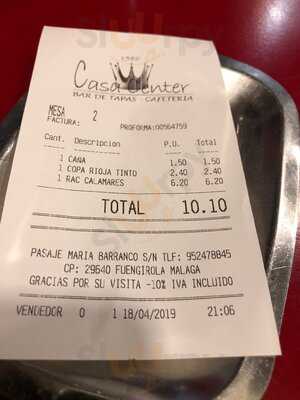 Casa Center
BAR DE TAPAS - CAFETERIA
MESA 2
FACTURA: PROFORMA:00564759
Cant. Descripcion P.U. Total
1 CAÑA 1.50 1.50
1 COPA RIOJA TINTO 2.40 2.40
1 RAC CALAMARES 6.20 6.20
TOTAL 10.10
PASAJE MARIA BARRANCO S/N TLF: 952478845
CP: 29640 FUENGIROLA MALAGA
GRACIAS POR SU VISITA -10% IVA INCLUIDO
VENDEDOR 0 1 18/04/2019 21:06